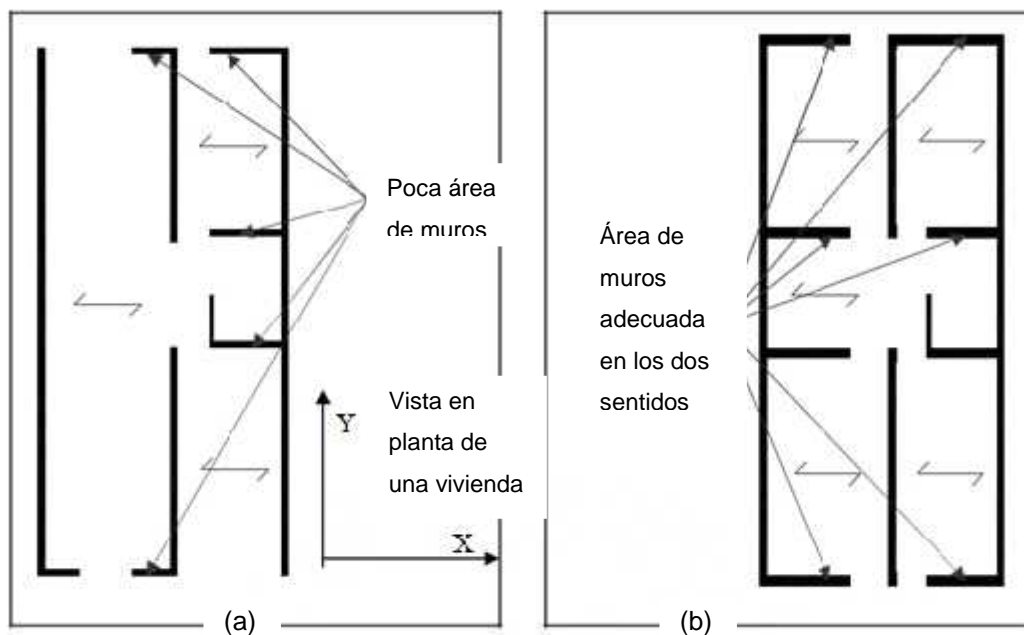 Poca área
de muros
Vista en
planta de
una vivienda
Y
X
(a)
Área de
muros
adecuada
en los dos
sentidos
(b)